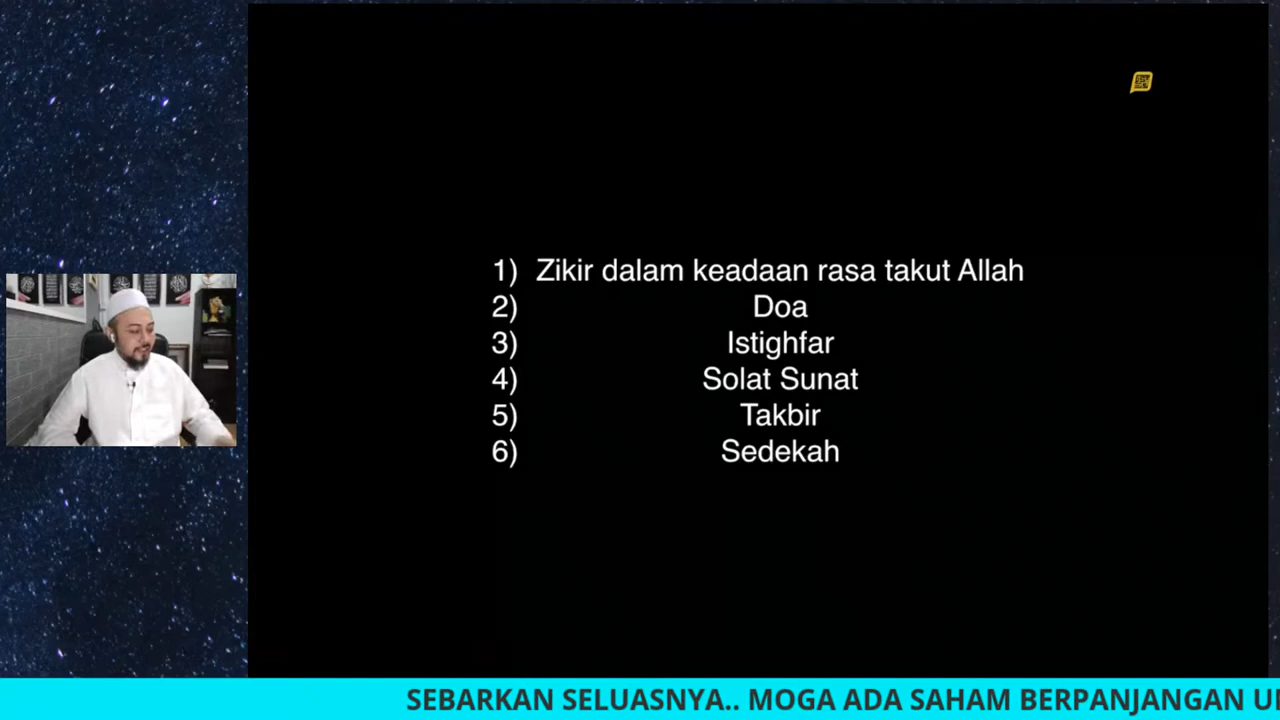 1) Zikir dalam keadaan rasa takut Allah
2) Doa
3) Istighfar
4) Solat Sunat
5) Takbir
6) Sedekah
SEBARKAN SELUASNYA.. MOGA ADA SAHAM BERPANJANGAN